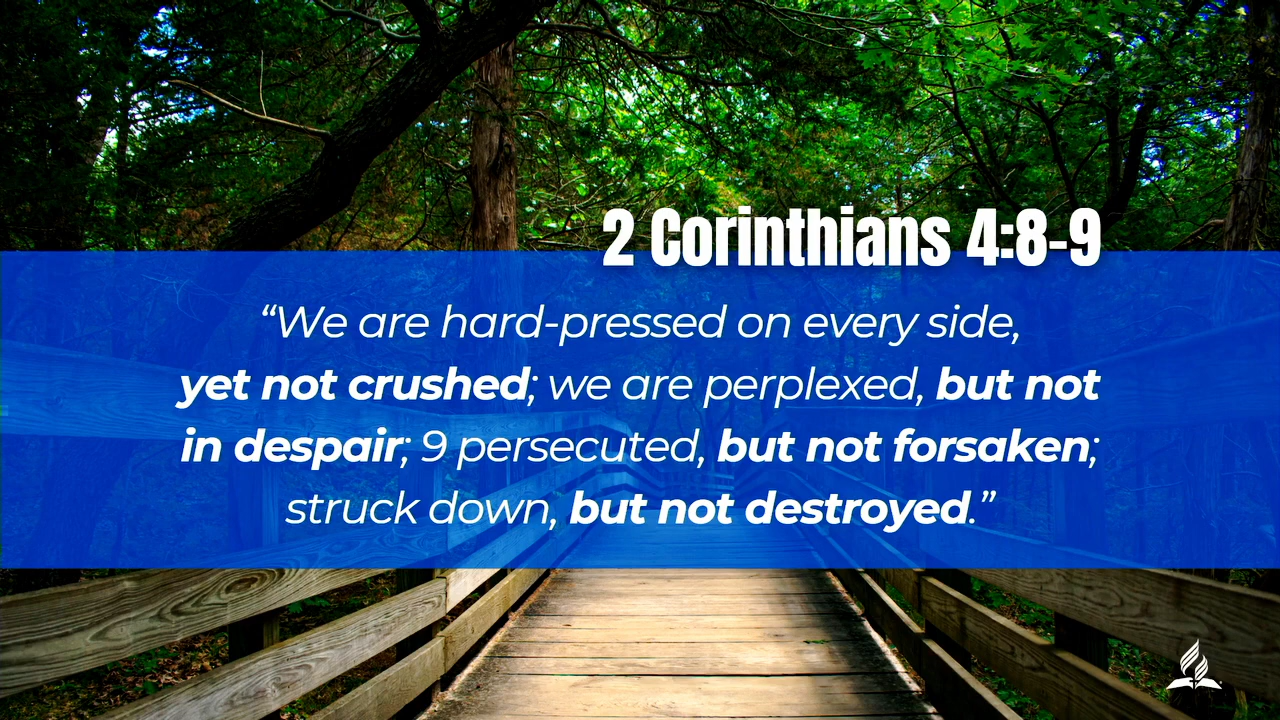 2 Corinthians 4:8-9
“We are hard-pressed on every side,
yet not crushed; we are perplexed, but not
in despair; 9 persecuted, but not forsaken;
struck down, but not destroyed.”